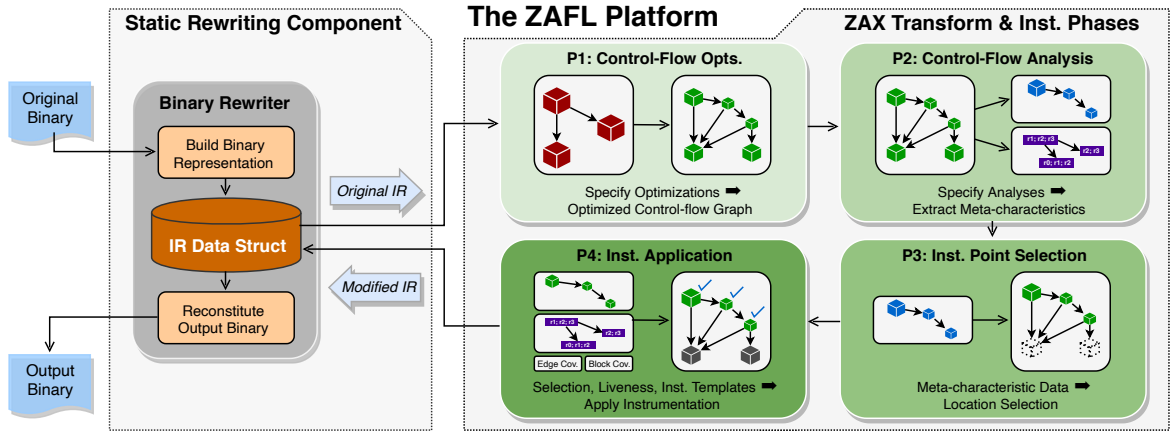 The ZAFL Platform
Static Rewriting Component
ZAX Transform & Inst. Phases
Original
Binary
Binary Rewriter
Build Binary
Representation
IR Data Struct
Reconstitute
Output Binary
Output
Binary
Original IR
Modified IR
P1: Control-Flow Opts.
Specify Optimizations ➡
Optimized Control-flow Graph
P2: Control-Flow Analysis
r1; r2; r3
r2; r3
r0; r1; r2
Specify Analyses ➡
Extract Meta-characteristics
P4: Inst. Application
r1; r2; r3
r2; r3
r0; r1; r2
Edge Cov.
Block Cov.
Selection, Liveness, Inst. Templates ➡
Apply Instrumentation
P3: Inst. Point Selection
Meta-characteristic Data ➡
Location Selection